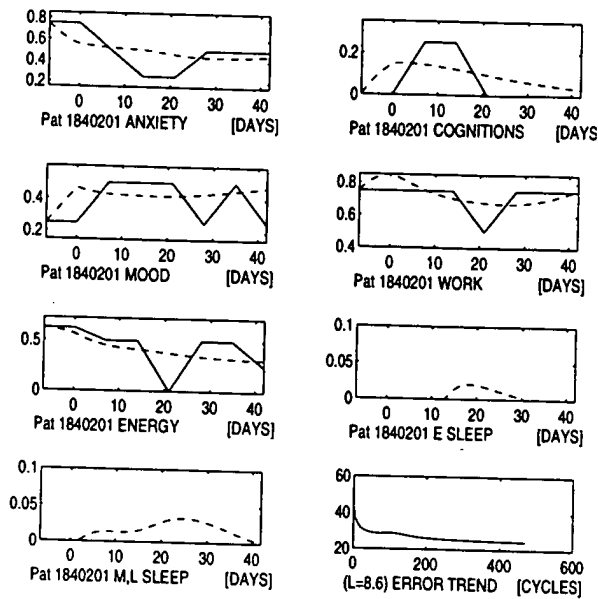 0.8
0.6
0.4
0.2
0 10 20 30 40
Pat 1840201 ANXIETY [DAYS]
0.2
0
0 10 20 30 40
Pat 1840201 COGNITIONS [DAYS
0.4
0.2
0 10 20 30 40
Pat 1840201 MOOD [DAYS]
0.8
0.6
0.4
0 10 20 30 40
Pat 1840201 WORK [DAYS]
0.5
0
0 10 20 30 40
Pat 1840201 ENERGY [DAYS]
0.1
0.05
0
0 10 20 30 40
Pat 1840201 E SLEEP [DAYS]
0.1
0.05
0
0 10 20 30 40
Pat 1840201 M,L SLEEP [DAYS]
60
40
20
0 200 400 600
(L=8.6) ERROR TREND [CYCLES]